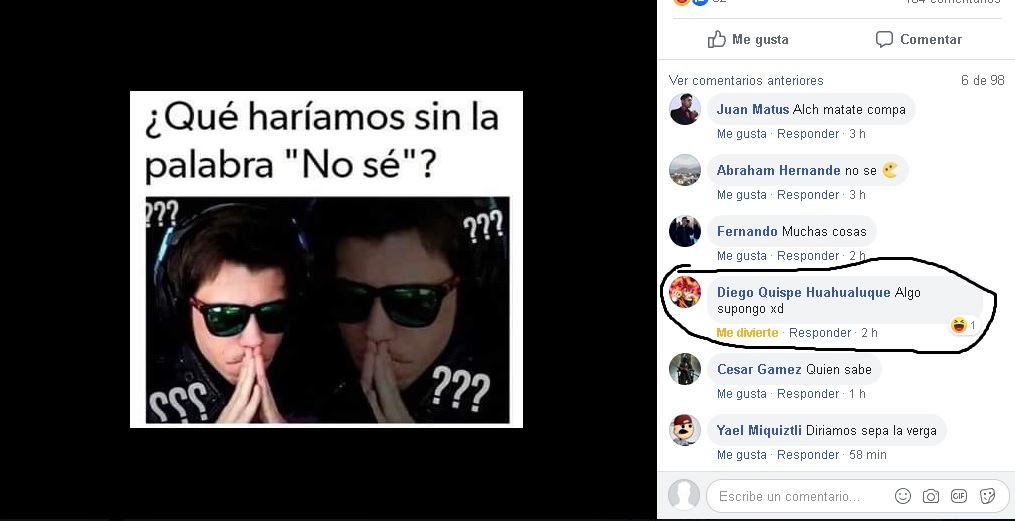 ¿Qué haríamos sin la
palabra "No sé"?
???
???
???
???
Me gusta Comentar
Ver comentarios anteriores 6 de 98
Juan Matus Alch matate compa
Me gusta · Responder · 3 h
Abraham Hernande no se
Me gusta · Responder · 3 h
Fernando Muchas cosas
Me gusta · Responder · 2 h
Diego Quispe Huahualuque Algo
supongo xd
1
Me divierte · Responder · 2 h
Cesar Gamez Quien sabe
Me gusta · Responder · 1 h
Yael Miquiztli Diriamos sepa la verga
Me gusta · Responder · 58 min
Escribe un comentario...
GIF